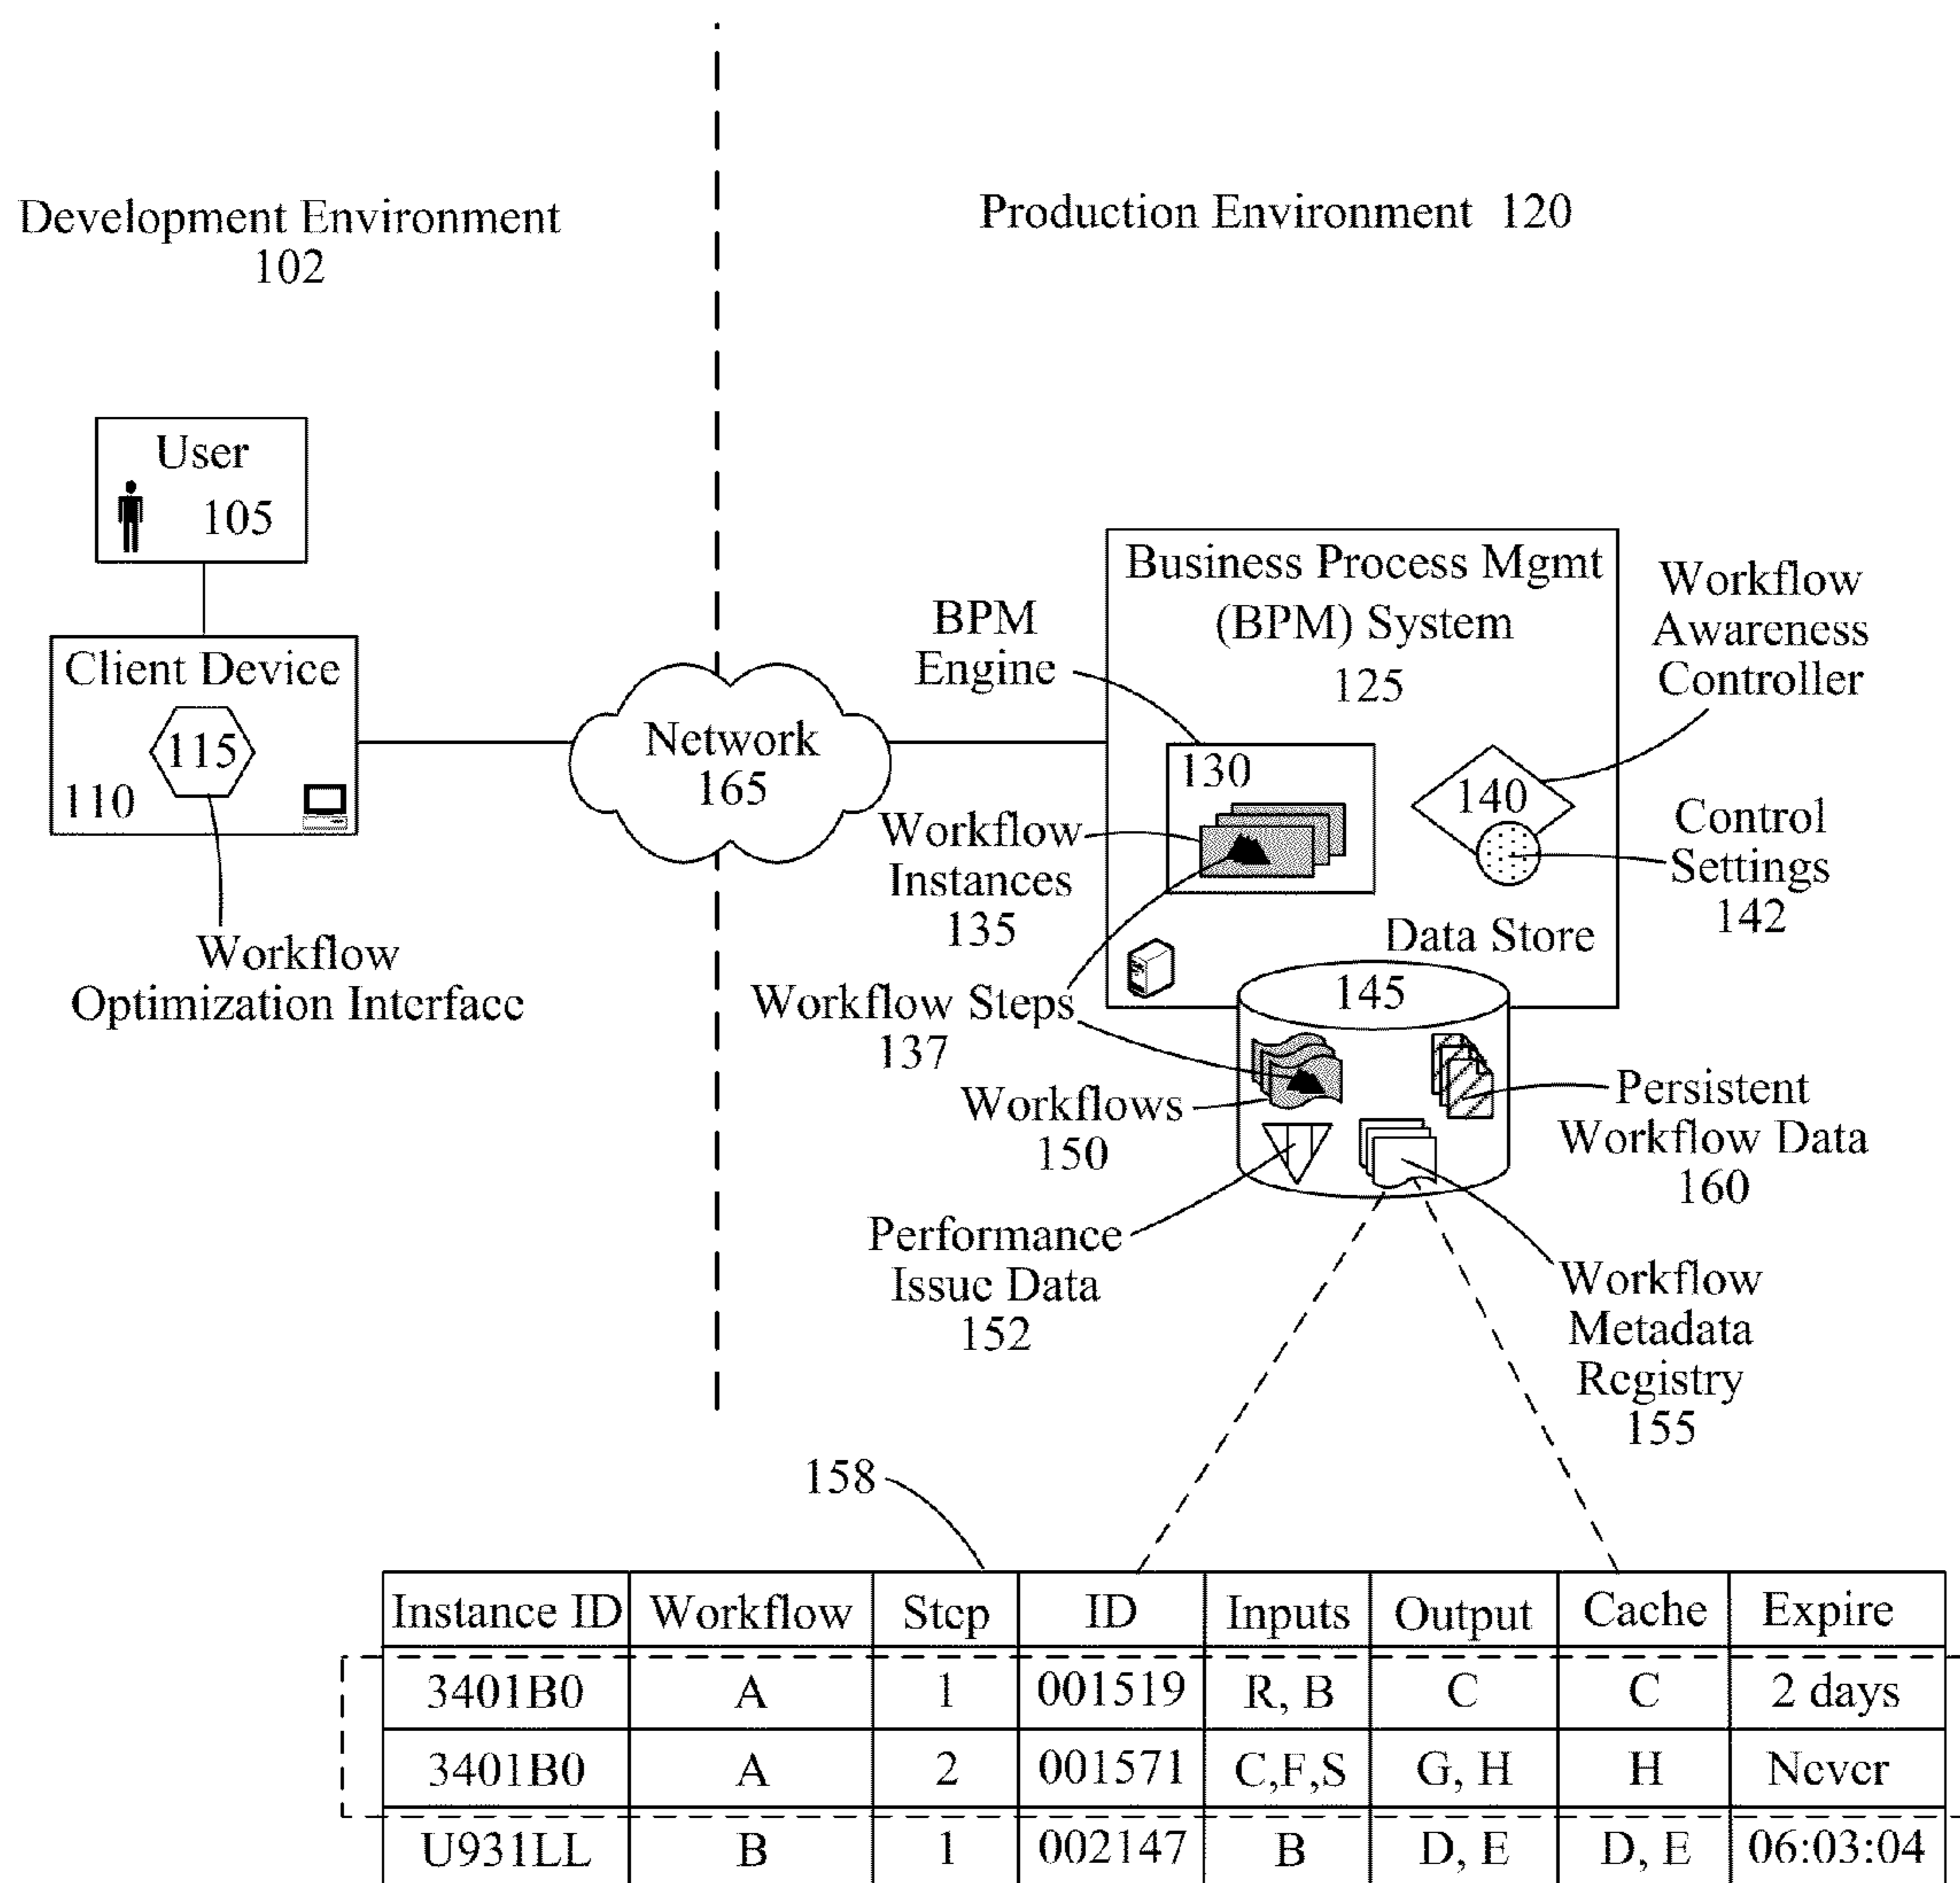 Development Environment
102
Production Environment 120
User
105
Client Device
115
110
Workflow
Optimization Interface
Network
165
Business Process Mgmt
(BPM) System
125
BPM
Engine
130
Workflow
Instances
135
Workflow Steps
137
Workflow
Awareness
Controller
140
Control
Settings
142
Data Store
145
Workflows
150
Persistent
Workflow Data
160
Performance
Issue Data
152
Workflow
Metadata
Registry
155
158
Instance ID Workflow Step ID Inputs Output Cache Expire
3401B0 A 1 001519 R, B C C 2 days
3401B0 A 2 001571 C,F,S G, H H Never
U931LL B 1 002147 B D, E D, E 06:03:04